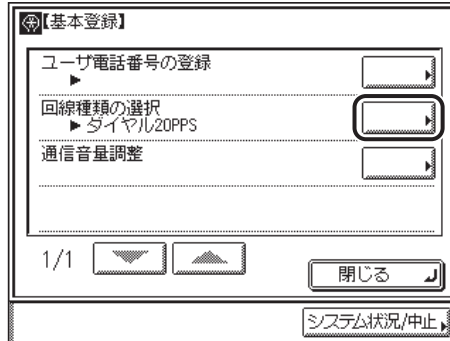 【基本登録】
ユーザ電話番号の登録
▶
回線種類の選択
▶ ダイヤル20PPS
通信音量調整
1/1
閉じる
システム状況/中止